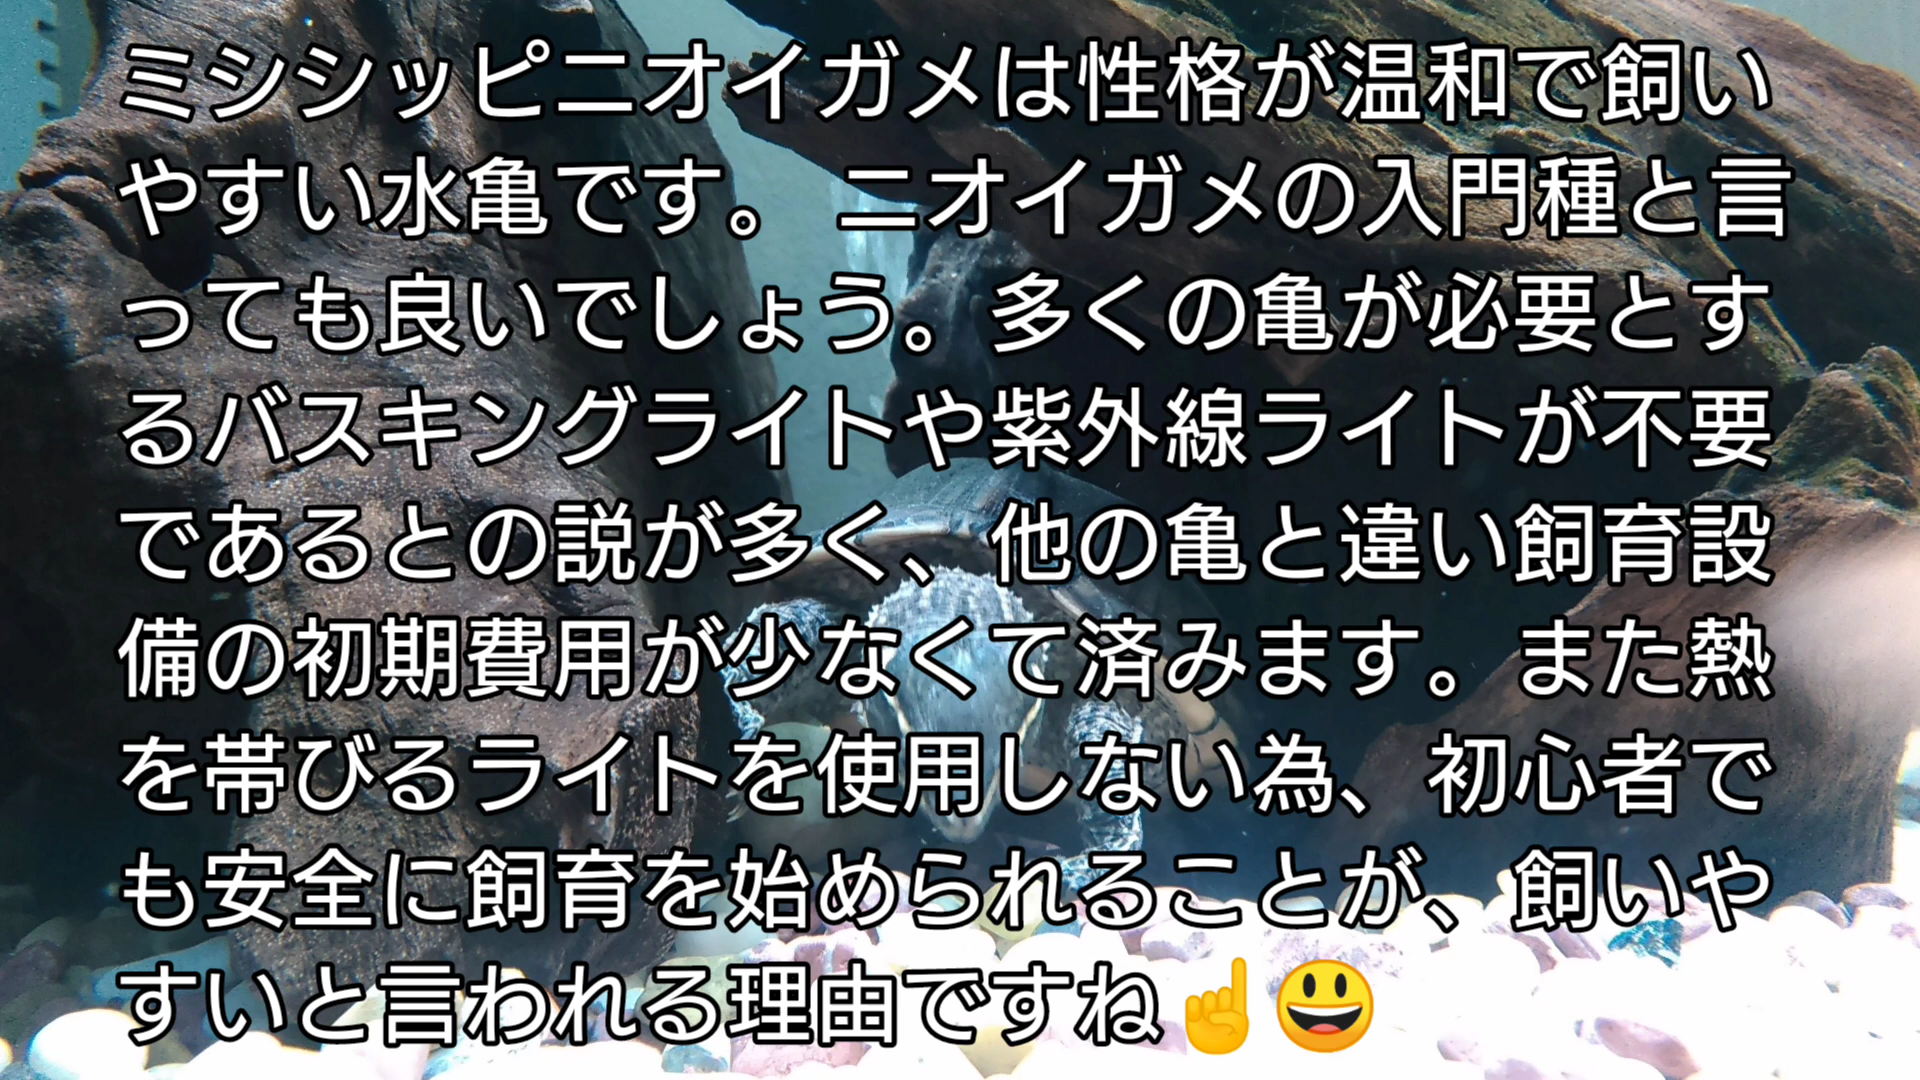 ミシシッピニオイガメは性格が温和で飼い
やすい水亀です。 ニオイガメの入門種と言
っても良いでしょう。多くの亀が必要とす
るバスキングライトや紫外線ライトが不要
であるとの説が多く、他の亀と違い飼育設
備の初期費用が少なくて済みます。また熱
を帯びるライトを使用しない為、初心者で
も安全に飼育を始められることが、飼いや
すいと言われる理由ですね☝😃